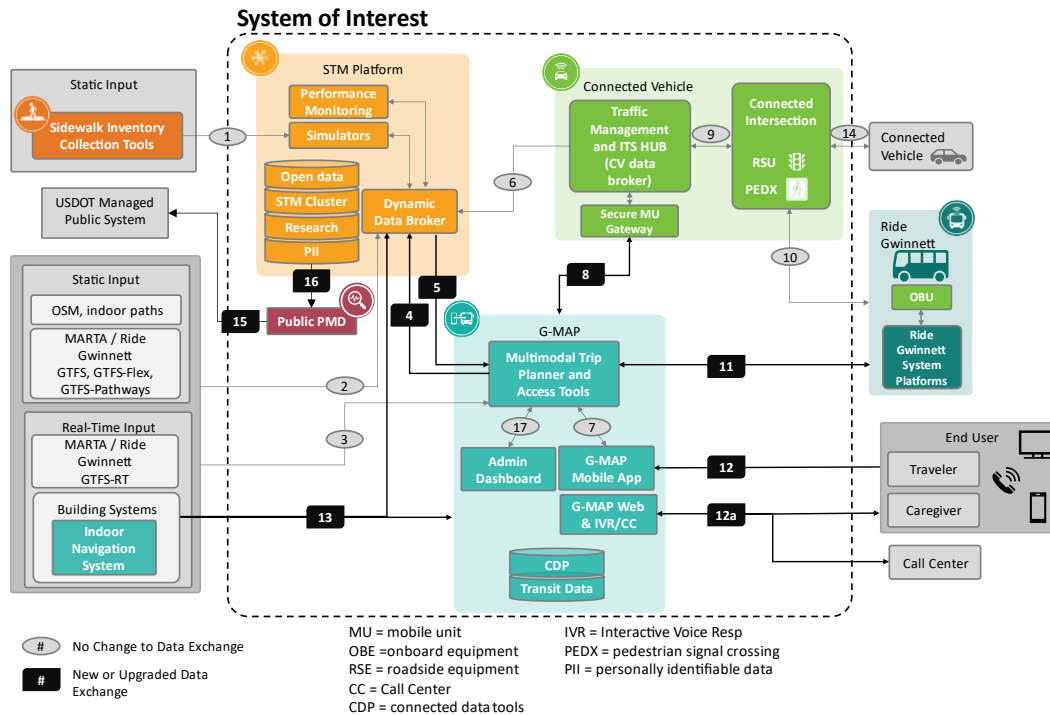 System of Interest
Static Input
Sidewalk Inventory
Collection Tools
1
USDOT Managed
Public System
STM Platform
Performance
Monitoring
Simulators
Open data
STM Cluster
Research
PII
Dynamic
Data Broker
16
Public PMD
15
5
4
6
Connected Vehicle
Traffic
Management
and ITS HUB
(CV data
broker)
Secure MU
Gateway
9
Connected
Intersection
RSU
PEDX
14
Connected
Vehicle
10
8
Ride
Gwinnett
OBU
Ride
Gwinnett
System
Platforms
11
Static Input
OSM, indoor paths
MARTA / Ride
Gwinnett
GTFS, GTFS-Flex,
GTFS-Pathways
2
Real-Time Input
MARTA / Ride
Gwinnett
GTFS-RT
3
Building Systems
Indoor
Navigation
System
13
G-MAP
Multimodal Trip
Planner and
Access Tools
17
7
Admin
Dashboard
G-MAP
Mobile App
G-MAP Web
& IVR/CC
CDP
Transit Data
12
12a
End User
Traveler
Caregiver
Call Center
# No Change to Data Exchange
# New or Upgraded Data
Exchange
MU = mobile unit
OBE =onboard equipment
RSE = roadside equipment
CC = Call Center
CDP = connected data tools
IVR = Interactive Voice Resp
PEDX = pedestrian signal crossing
PII = personally identifiable data